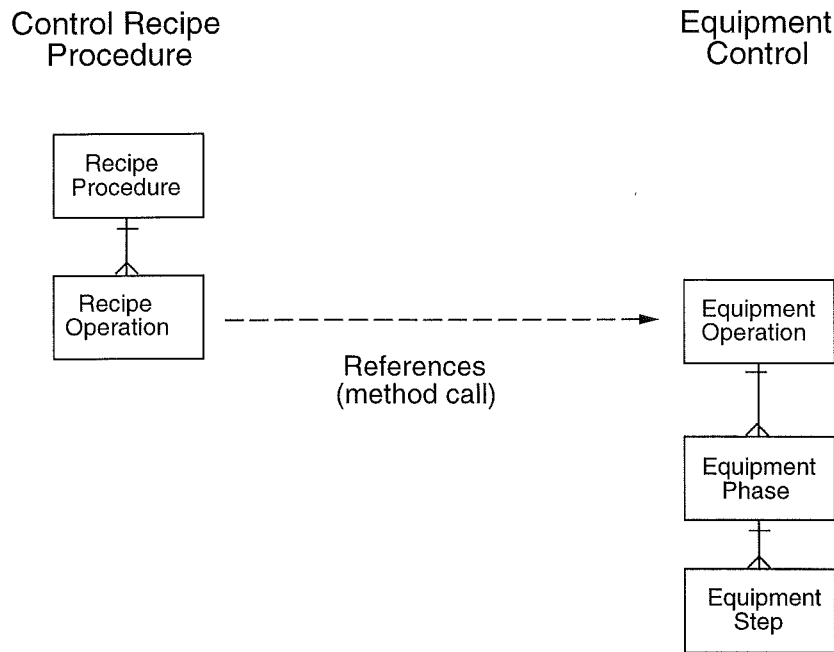 Control Recipe
Procedure
Equipment
Control
Recipe
Procedure
Recipe
Operation
References
(method call)
Equipment
Operation
Equipment
Phase
Equipment
Step